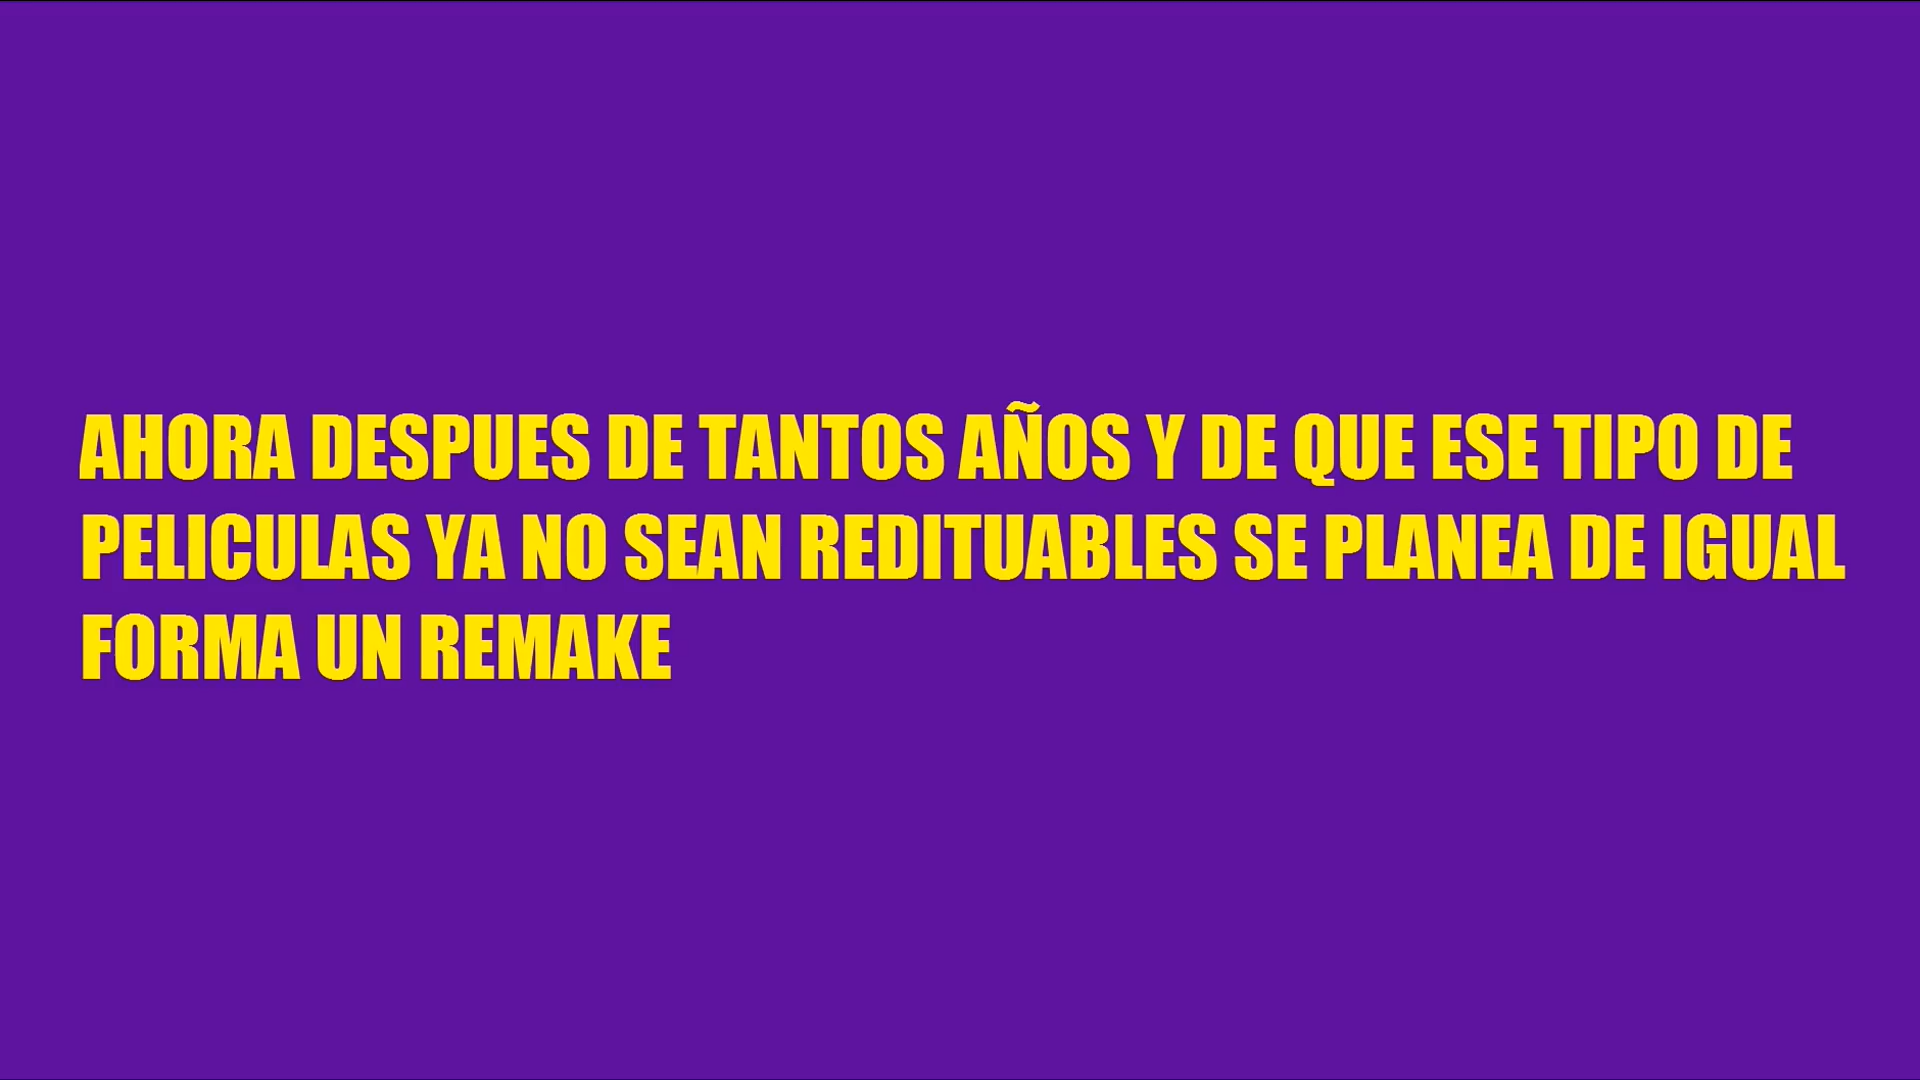 AHORA DESPUES DE TANTOS AÑOS Y DE QUE ESE TIPO DE
PELICULAS YA NO SEAN REDITUABLES SE PLANEA DE IGUAL
FORMA UN REMAKE